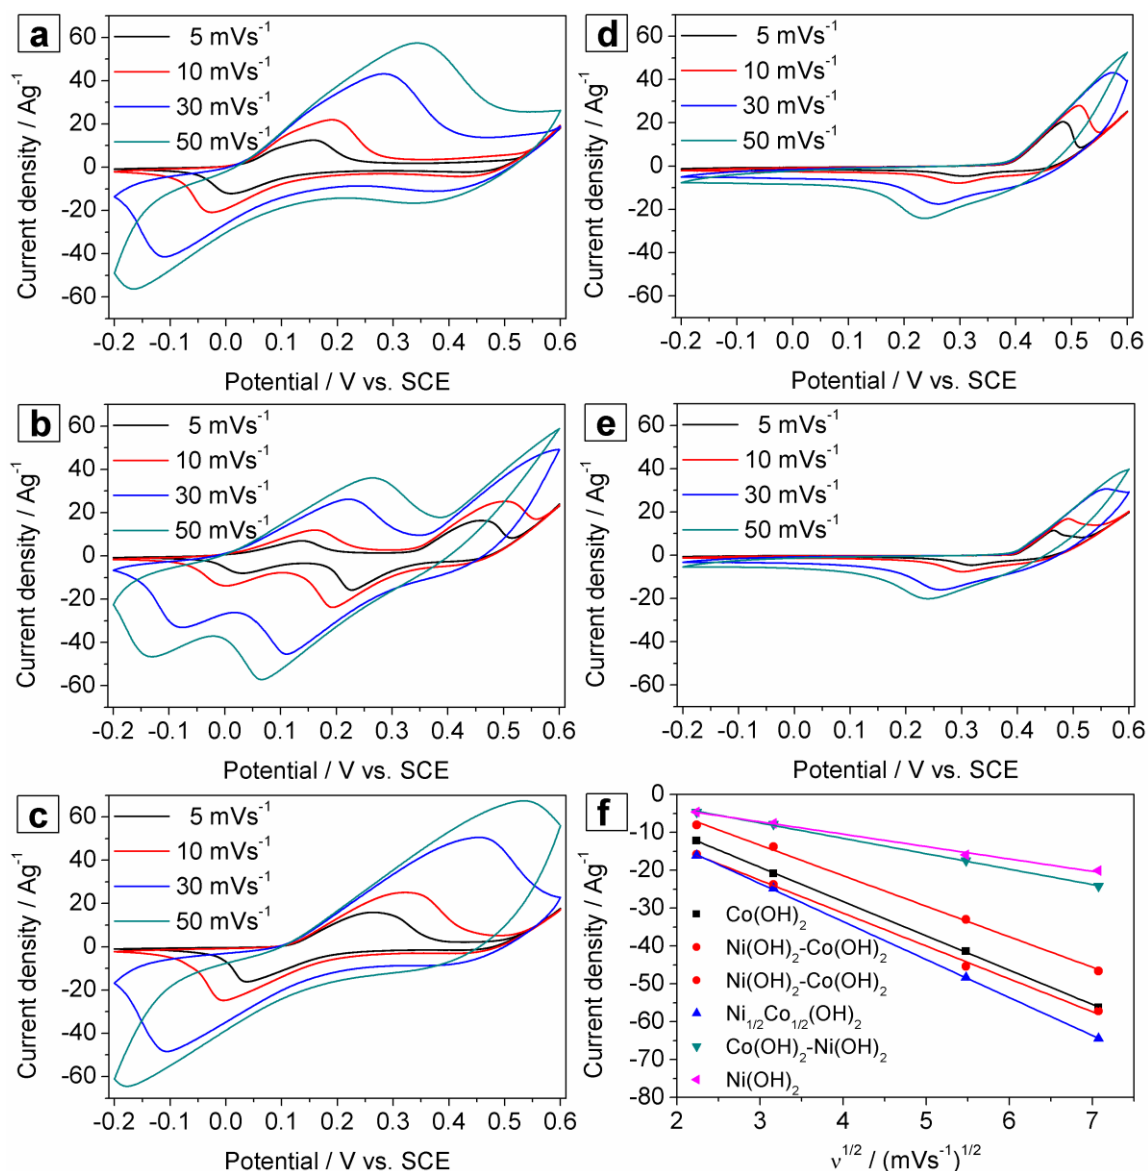 a
5 mVs⁻¹
10 mVs⁻¹
30 mVs⁻¹
50 mVs⁻¹
60
40
20
0
-20
-40
-60
Current density / Ag⁻¹
-0.2 -0.1 0.0 0.1 0.2 0.3 0.4 0.5 0.6
Potential / V vs. SCE
d
5 mVs⁻¹
10 mVs⁻¹
30 mVs⁻¹
50 mVs⁻¹
60
40
20
0
-20
-40
-60
Current density / Ag⁻¹
-0.2 -0.1 0.0 0.1 0.2 0.3 0.4 0.5 0.6
Potential / V vs. SCE
b
5 mVs⁻¹
10 mVs⁻¹
30 mVs⁻¹
50 mVs⁻¹
60
40
20
0
-20
-40
-60
Current density / Ag⁻¹
-0.2 -0.1 0.0 0.1 0.2 0.3 0.4 0.5 0.6
Potential / V vs. SCE
e
5 mVs⁻¹
10 mVs⁻¹
30 mVs⁻¹
50 mVs⁻¹
60
40
20
0
-20
-40
-60
Current density / Ag⁻¹
-0.2 -0.1 0.0 0.1 0.2 0.3 0.4 0.5 0.6
Potential / V vs. SCE
c
5 mVs⁻¹
10 mVs⁻¹
30 mVs⁻¹
50 mVs⁻¹
60
40
20
0
-20
-40
-60
Current density / Ag⁻¹
-0.2 -0.1 0.0 0.1 0.2 0.3 0.4 0.5 0.6
Potential / V vs. SCE
f
0
-10
-20
-30
-40
-50
-60
-70
-80
Current density / Ag⁻¹
Co(OH)₂
Ni(OH)₂-Co(OH)₂
Ni(OH)₂-Co(OH)₂
Ni₁/₂Co₁/₂(OH)₂
Co(OH)₂-Ni(OH)₂
Ni(OH)₂
2 3 4 5 6 7
ν¹ᐟ² / (mVs⁻¹)¹ᐟ²